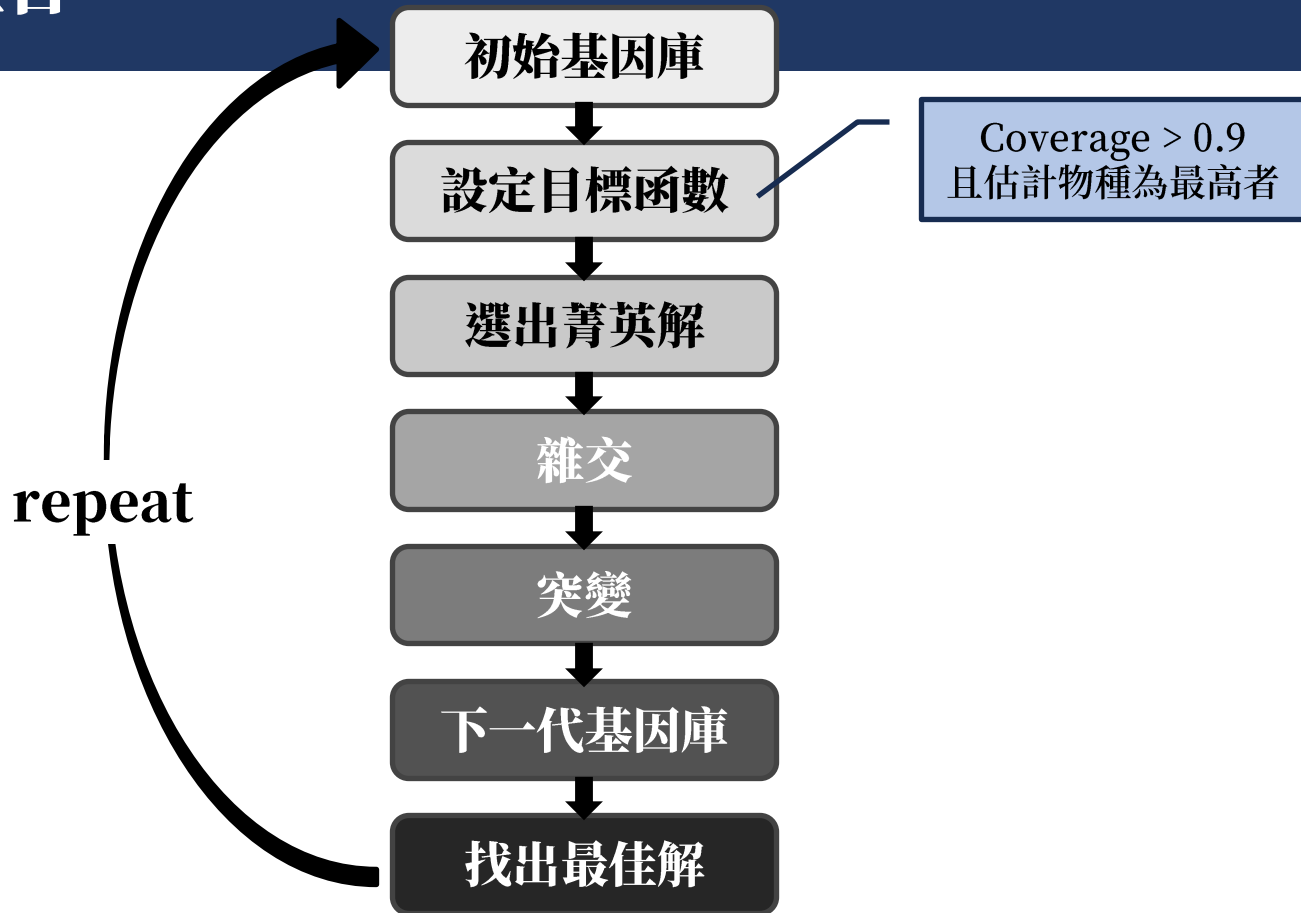 初始基因庫
設定目標函數
Coverage > 0.9
且估計物種為最高者
選出菁英解
雜交
repeat
突變
下一代基因庫
找出最佳解